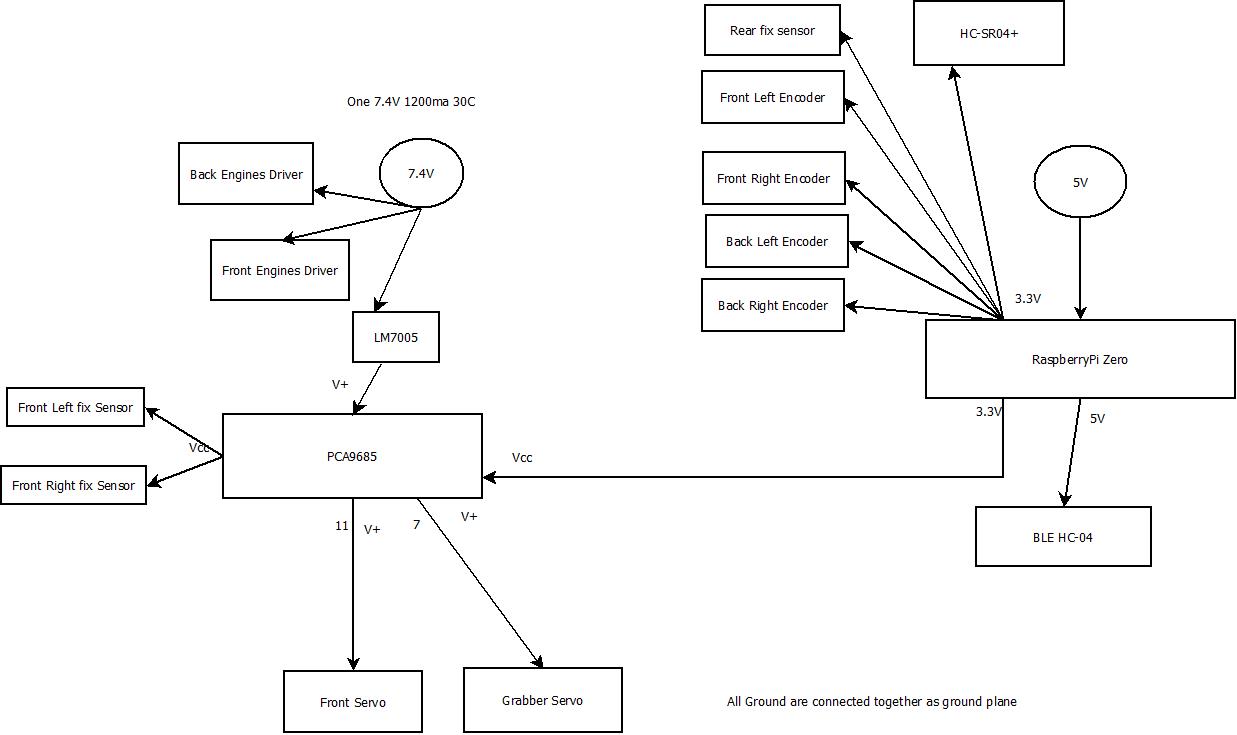 Rear fix sensor
HC-SR04+
Front Left Encoder
One 7.4V 1200ma 30C
Back Engines Driver
7.4V
Front Right Encoder
5V
Back Left Encoder
Front Engines Driver
Back Right Encoder
3.3V
LM7005
RaspberryPi Zero
V+
Front Left fix Sensor
3.3V
5V
Vcc
PCA9685
Vcc
Front Right fix Sensor
11
V+
7
V+
BLE HC-04
Front Servo
Grabber Servo
All Ground are connected together as ground plane